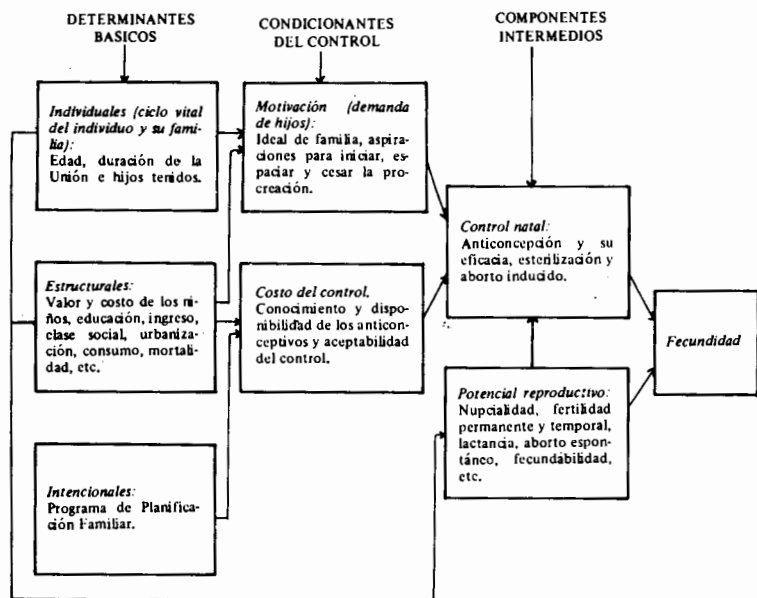 DETERMINANTES
BASICOS
CONDICIONANTES
DEL CONTROL
COMPONENTES
INTERMEDIOS
Individuales (ciclo vital
del individuo y su fami-
lia):
Edad, duración de la
Unión e hijos tenidos.
Motivación (demanda
de hijos):
Ideal de familia, aspira-
ciones para iniciar, es-
paciar y cesar la pro-
creación.
Control natal:
Anticoncepción y su
eficacia, esterilización y
aborto inducido.
Estructurales:
Valor y costo de los ni-
ños, educación, ingreso,
clase social, urbaniza-
ción, consumo, mortali-
dad, etc.
Costo del control.
Conocimiento y dispo-
nibilidad de los anticon-
ceptivos y aceptabilidad
del control.
Fecundidad
Potencial reproductivo:
Nupcialidad, fertilidad
permanente y temporal,
lactancia, aborto espon-
táneo, fecundabilidad,
etc.
Intencionales:
Programa de Planifica-
ción Familiar.